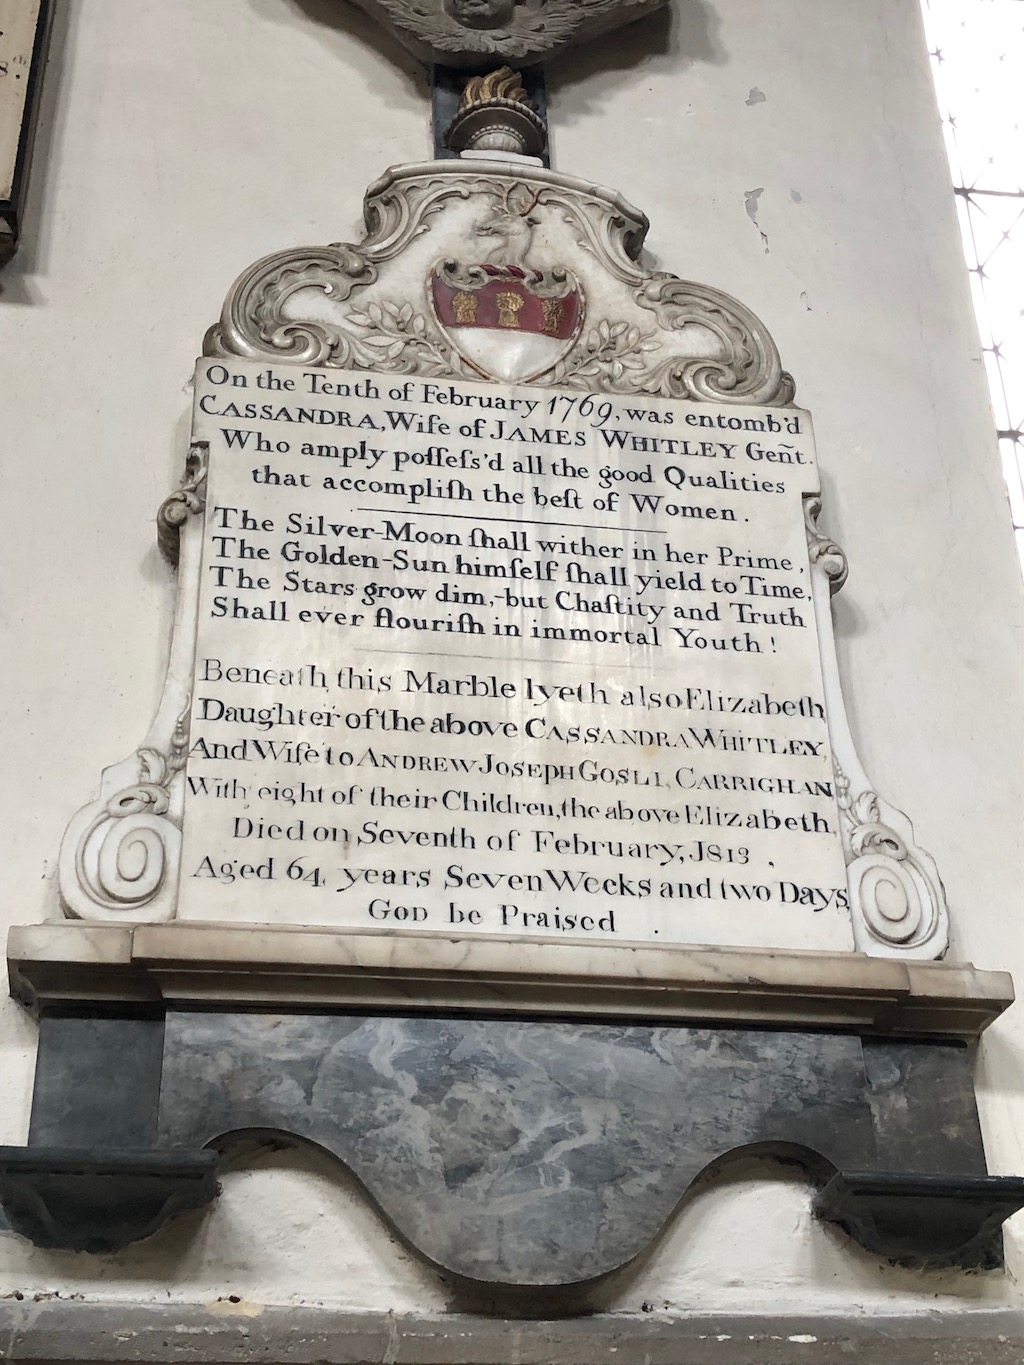 On the Tenth of February 1769, was entomb'd
CASSANDRA, Wife of JAMES WHITLEY Geñt.
Who amply poſſeſs'd all the good Qualities
that accompliſh the beſt of Women.
The Silver-Moon ſhall wither in her Prime,
The Golden-Sun himſelf ſhall yield to Time,
The Stars grow dim,-but Chaſtity and Truth
Shall ever flouriſh in immortal Youth!
Beneath this Marble lyeth also Elizabeth,
Daughter of the above CASSANDRA WHITLEY,
And Wife to ANDREW JOSEPH CARRIGHAN
With eight of their Children, the above Elizabeth,
Died on Seventh of February, 1813.
Aged 64, years Seven Weeks and two Days,
GOD be Praised.